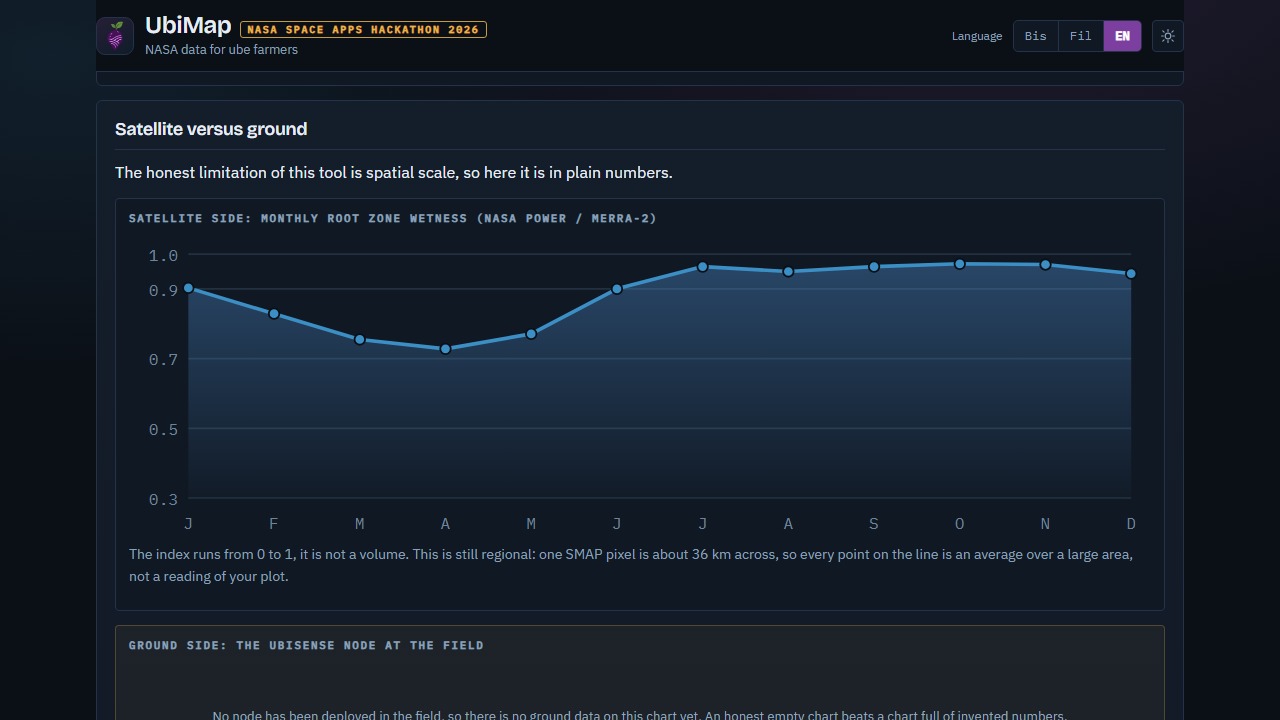 UbiMap NASA SPACE APPS HACKATHON 2026
NASA data for ube farmers
Language Bis Fil EN
Satellite versus ground
The honest limitation of this tool is spatial scale, so here it is in plain numbers.
SATELLITE SIDE: MONTHLY ROOT ZONE WETNESS (NASA POWER / MERRA-2)
1.0
0.9
0.7
0.5
0.3
J F M A M J J A S O N D
The index runs from 0 to 1, it is not a volume. This is still regional: one SMAP pixel is about 36 km across, so every point on the line is an average over a large area,
not a reading of your plot.
GROUND SIDE: THE UBISENSE NODE AT THE FIELD
No node has been deployed in the field, so there is no ground data on this chart yet. An honest empty chart beats a chart full of invented numbers.